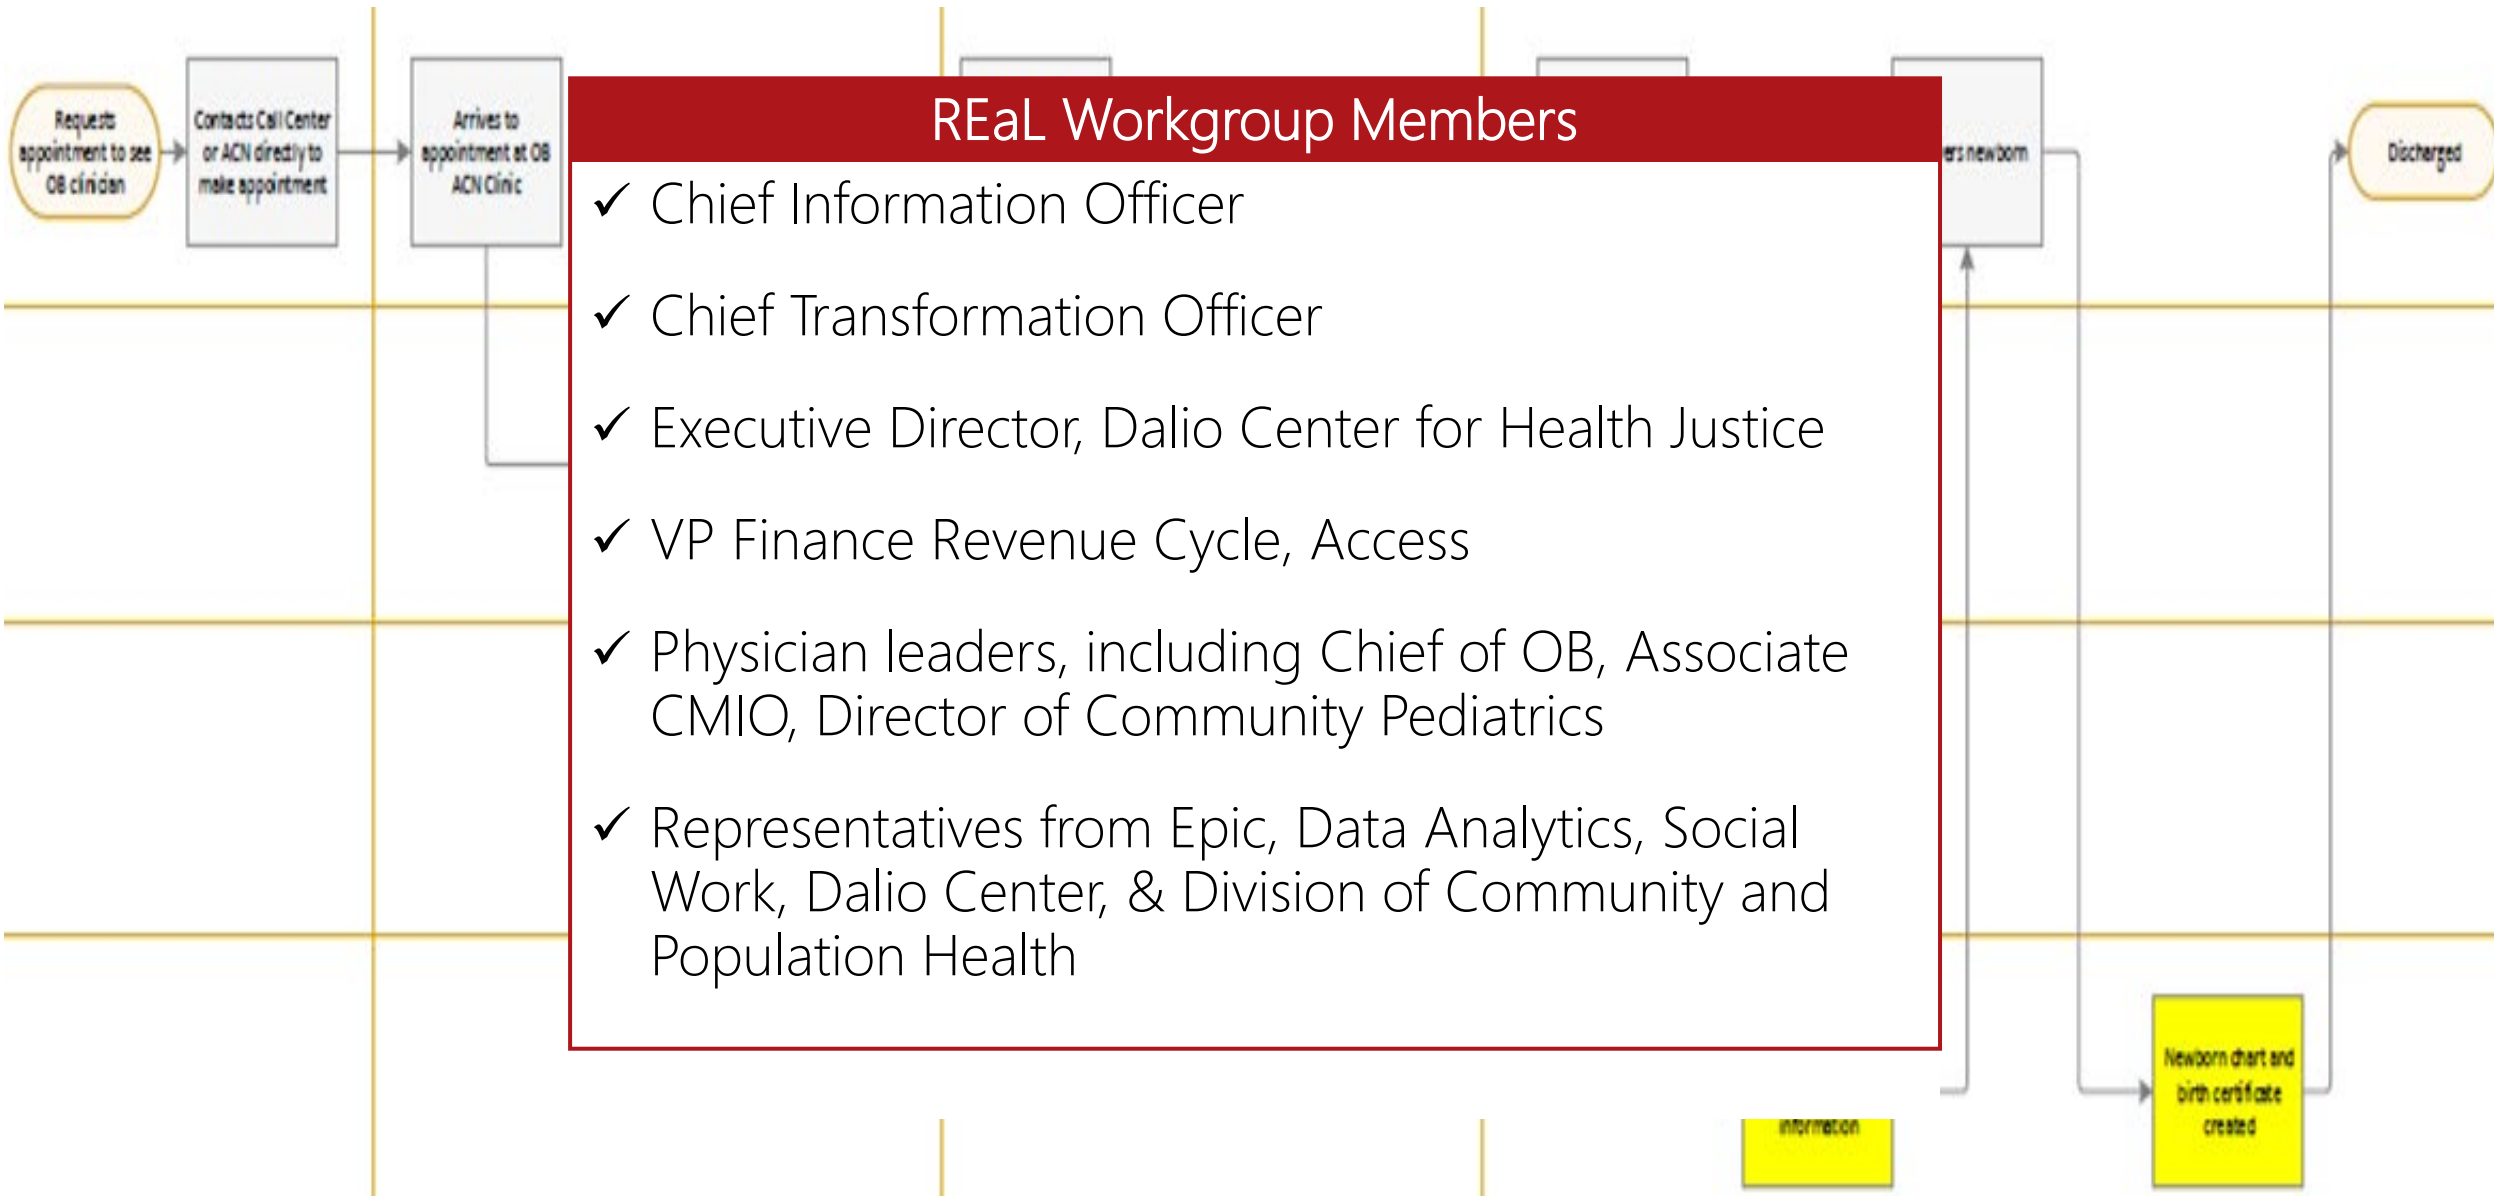 Requests
appointment to see
OB clinician
Contacts Call Center
or ACN directly to
make appointment
Arrives to
appointment at OB
ACN Clinic
REaL Workgroup Members
✓ Chief Information Officer
✓ Chief Transformation Officer
✓ Executive Director, Dalio Center for Health Justice
✓ VP Finance Revenue Cycle, Access
✓ Physician leaders, including Chief of OB, Associate
CMIO, Director of Community Pediatrics
✓ Representatives from Epic, Data Analytics, Social
Work, Dalio Center, & Division of Community and
Population Health
newborn
Discharged
information
Newborn chart and
birth certificate
created